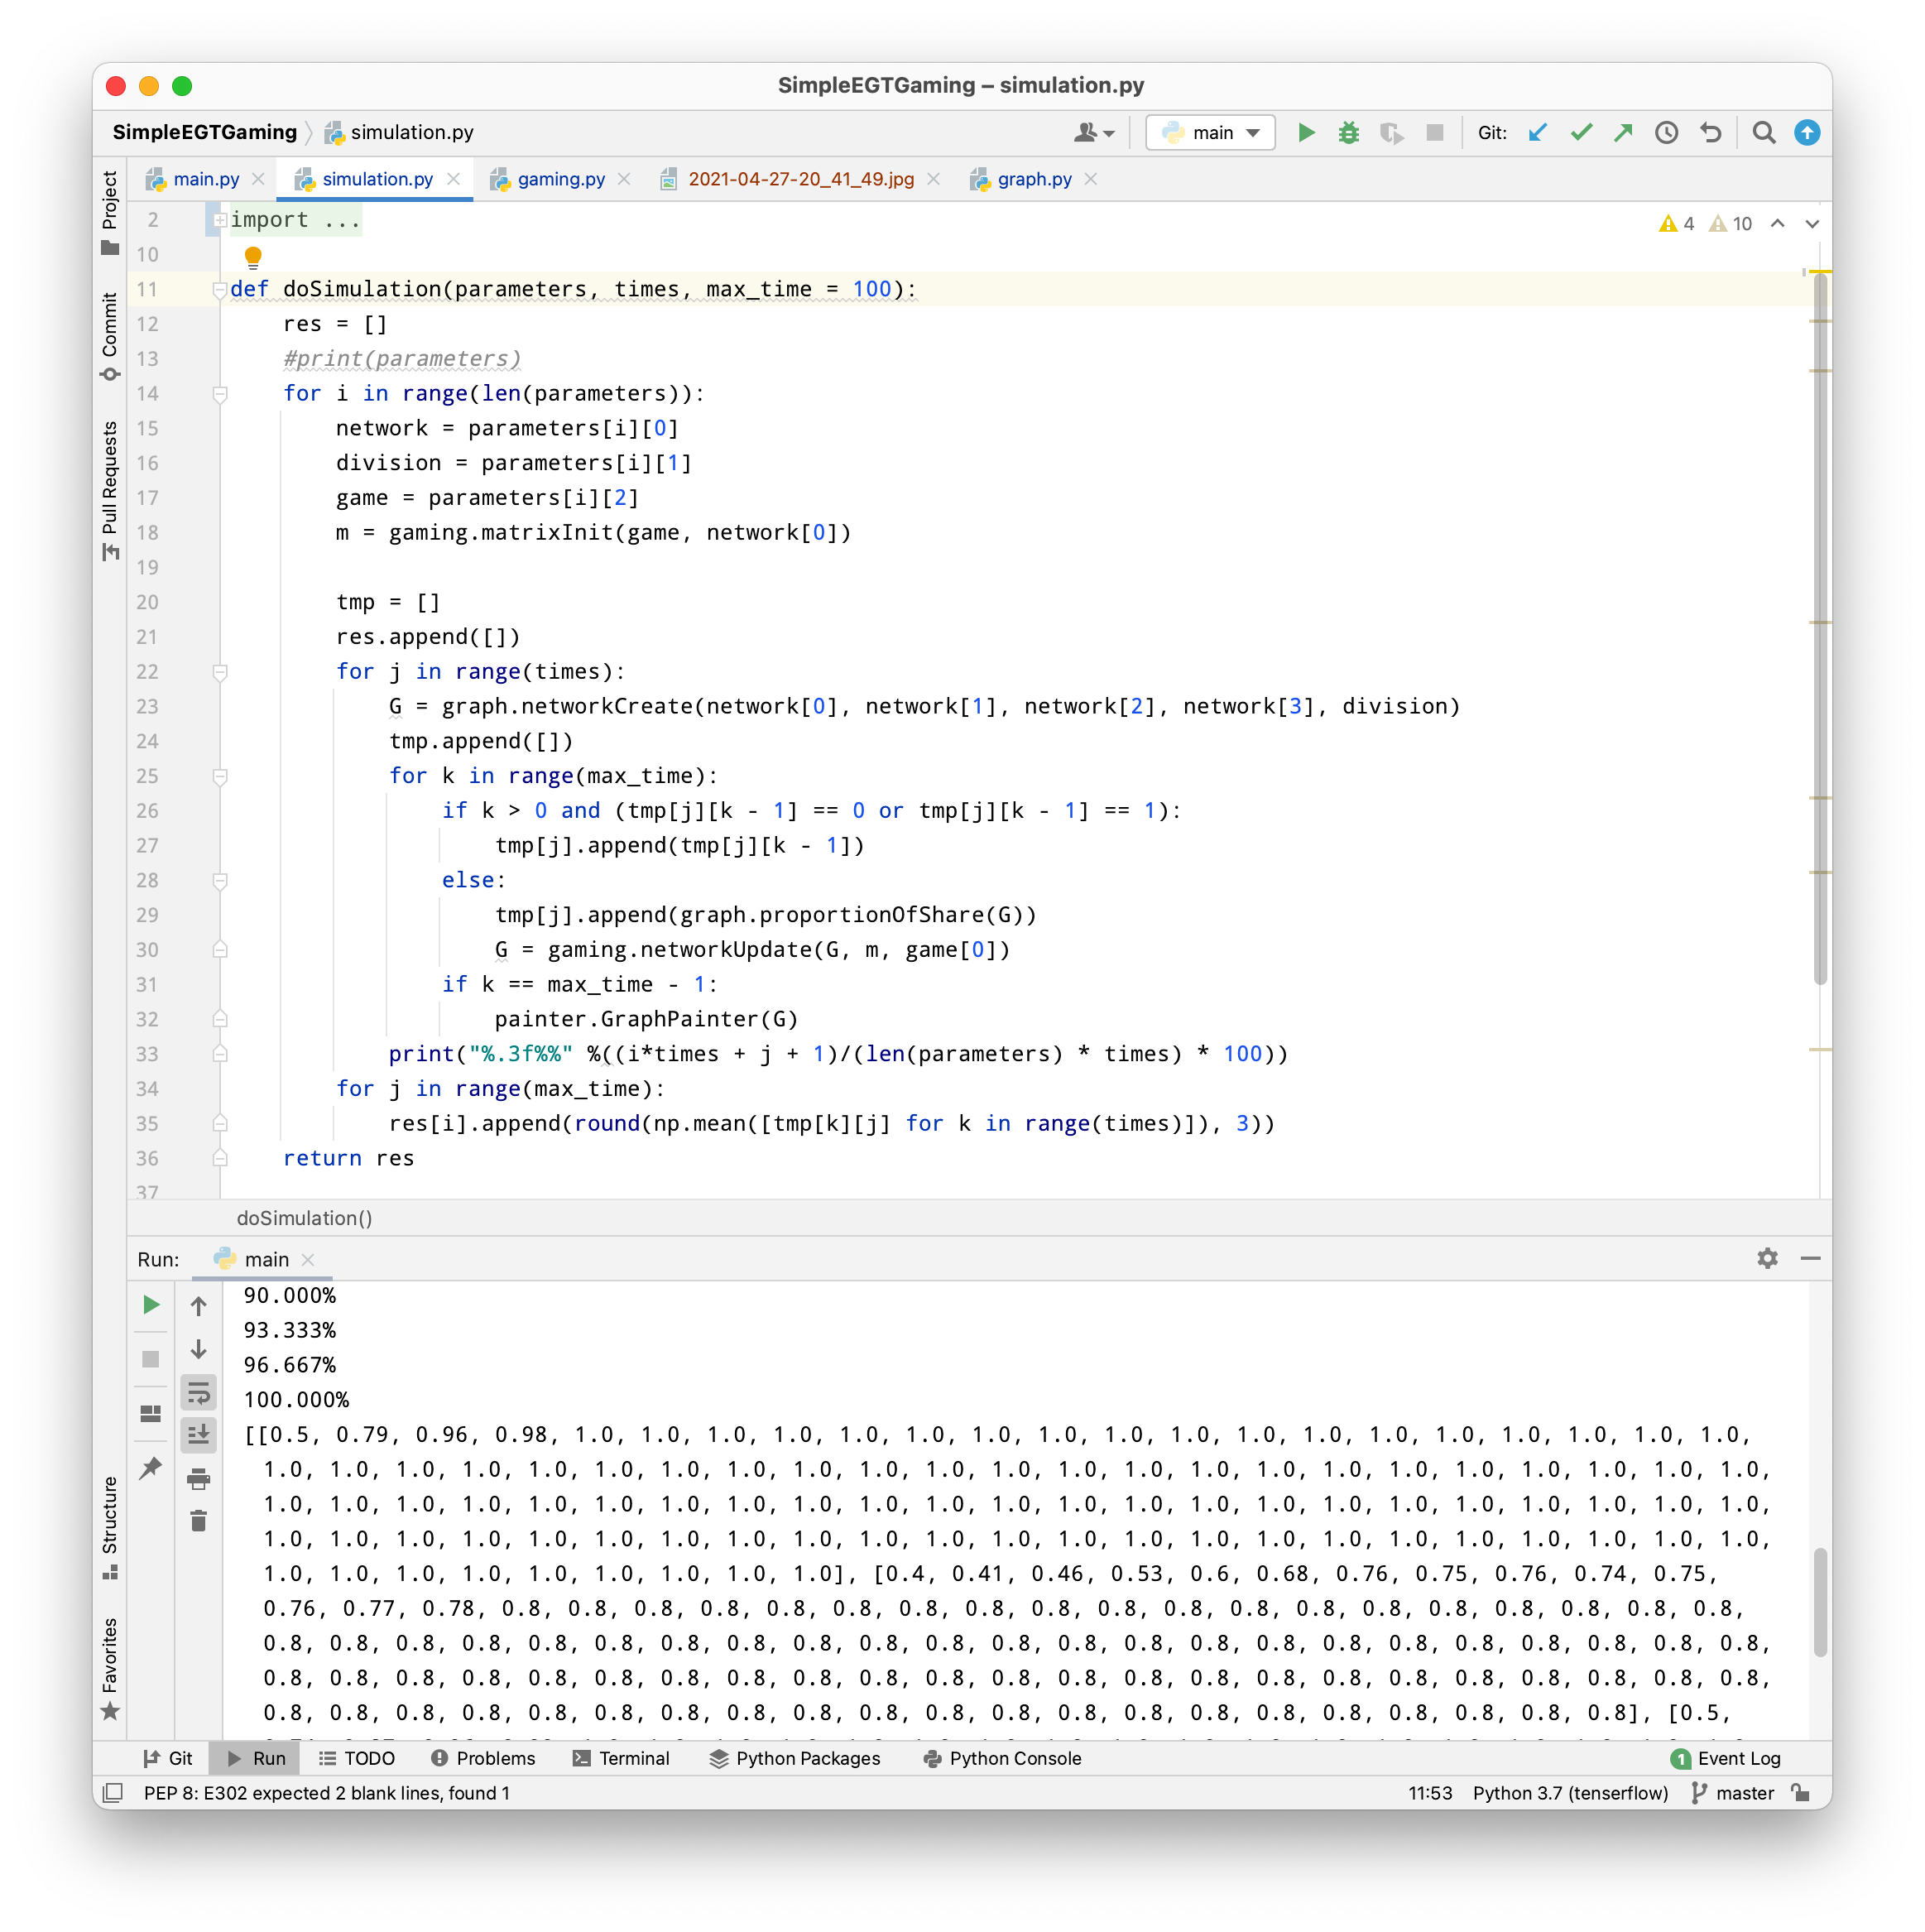 SimpleEGTGaming – simulation.py
SimpleEGTGaming simulation.py main Git:
main.py simulation.py gaming.py 2021-04-27-20_41_49.jpg graph.py
Project
Commit
Pull Requests
Structure
Favorites
4 10
2 import ...
10
11 def doSimulation(parameters, times, max_time = 100):
12 res = []
13 #print(parameters)
14 for i in range(len(parameters)):
15 network = parameters[i][0]
16 division = parameters[i][1]
17 game = parameters[i][2]
18 m = gaming.matrixInit(game, network[0])
19
20 tmp = []
21 res.append([])
22 for j in range(times):
23 G = graph.networkCreate(network[0], network[1], network[2], network[3], division)
24 tmp.append([])
25 for k in range(max_time):
26 if k > 0 and (tmp[j][k - 1] == 0 or tmp[j][k - 1] == 1):
27 tmp[j].append(tmp[j][k - 1])
28 else:
29 tmp[j].append(graph.proportionOfShare(G))
30 G = gaming.networkUpdate(G, m, game[0])
31 if k == max_time - 1:
32 painter.GraphPainter(G)
33 print("%.3f%%" %((i*times + j + 1)/(len(parameters) * times) * 100))
34 for j in range(max_time):
35 res[i].append(round(np.mean([tmp[k][j] for k in range(times)]), 3))
36 return res
37
doSimulation()
Run: main
90.000%
93.333%
96.667%
100.000%
[[0.5, 0.79, 0.96, 0.98, 1.0, 1.0, 1.0, 1.0, 1.0, 1.0, 1.0, 1.0, 1.0, 1.0, 1.0, 1.0, 1.0, 1.0, 1.0, 1.0, 1.0, 1.0,
1.0, 1.0, 1.0, 1.0, 1.0, 1.0, 1.0, 1.0, 1.0, 1.0, 1.0, 1.0, 1.0, 1.0, 1.0, 1.0, 1.0, 1.0, 1.0, 1.0, 1.0, 1.0, 1.0,
1.0, 1.0, 1.0, 1.0, 1.0, 1.0, 1.0, 1.0, 1.0, 1.0, 1.0, 1.0, 1.0, 1.0, 1.0, 1.0, 1.0, 1.0, 1.0, 1.0, 1.0, 1.0, 1.0,
1.0, 1.0, 1.0, 1.0, 1.0, 1.0, 1.0, 1.0, 1.0, 1.0, 1.0, 1.0, 1.0, 1.0, 1.0, 1.0, 1.0, 1.0, 1.0, 1.0, 1.0, 1.0, 1.0,
1.0, 1.0, 1.0, 1.0, 1.0, 1.0, 1.0, 1.0, 1.0], [0.4, 0.41, 0.46, 0.53, 0.6, 0.68, 0.76, 0.75, 0.76, 0.74, 0.75,
0.76, 0.77, 0.78, 0.8, 0.8, 0.8, 0.8, 0.8, 0.8, 0.8, 0.8, 0.8, 0.8, 0.8, 0.8, 0.8, 0.8, 0.8, 0.8, 0.8, 0.8,
0.8, 0.8, 0.8, 0.8, 0.8, 0.8, 0.8, 0.8, 0.8, 0.8, 0.8, 0.8, 0.8, 0.8, 0.8, 0.8, 0.8, 0.8, 0.8, 0.8, 0.8, 0.8, 0.8,
0.8, 0.8, 0.8, 0.8, 0.8, 0.8, 0.8, 0.8, 0.8, 0.8, 0.8, 0.8, 0.8, 0.8, 0.8, 0.8, 0.8, 0.8, 0.8, 0.8, 0.8, 0.8, 0.8,
0.8, 0.8, 0.8, 0.8, 0.8, 0.8, 0.8, 0.8, 0.8, 0.8, 0.8, 0.8, 0.8, 0.8, 0.8, 0.8, 0.8, 0.8, 0.8, 0.8, 0.8], [0.5,
Git Run TODO Problems Terminal Python Packages Python Console 1 Event Log
PEP 8: E302 expected 2 blank lines, found 1 11:53 Python 3.7 (tenserflow) master